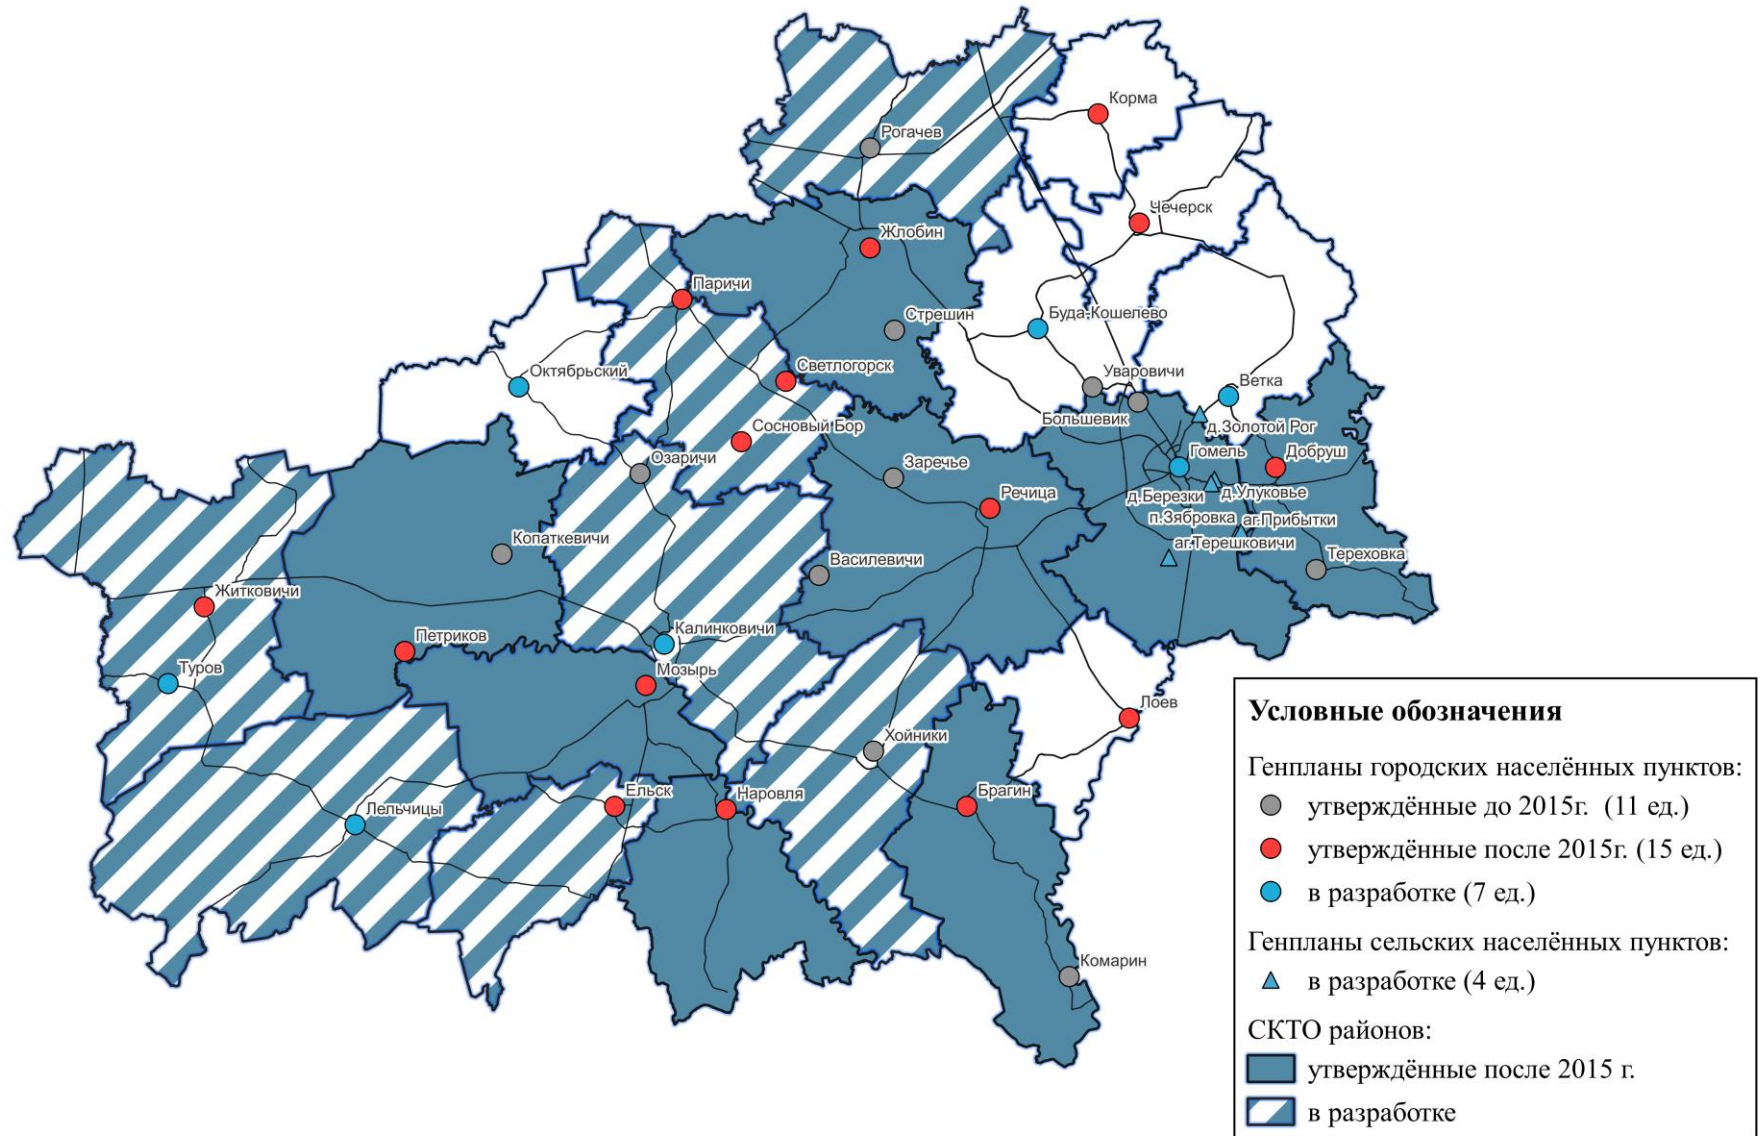 Корма
Рогачев
Чечерск
Жлобин
Паричи
Стрешин
Буда-Кошелево
Светлогорск
Октябрьский
Уваровичи
Ветка
Большевик
д.Золотой Рог
Сосновый Бор
Озаричи
Заречье
Гомель
Добруш
Речица
д.Березки
д.Улуковье
п.Зябровка
аг.Прибытки
Копаткевичи
аг.Терешковичи
Василевичи
Тереховка
Житковичи
Петриков
Калинковичи
Туров
Мозырь
Лоев
Хойники
Ельск
Наровля
Брагин
Лельчицы
Комарин
Условные обозначения
Генпланы городских населённых пунктов:
утверждённые до 2015г. (11 ед.)
утверждённые после 2015г. (15 ед.)
в разработке (7 ед.)
Генпланы сельских населённых пунктов:
в разработке (4 ед.)
СКТО районов:
утверждённые после 2015 г.
в разработке